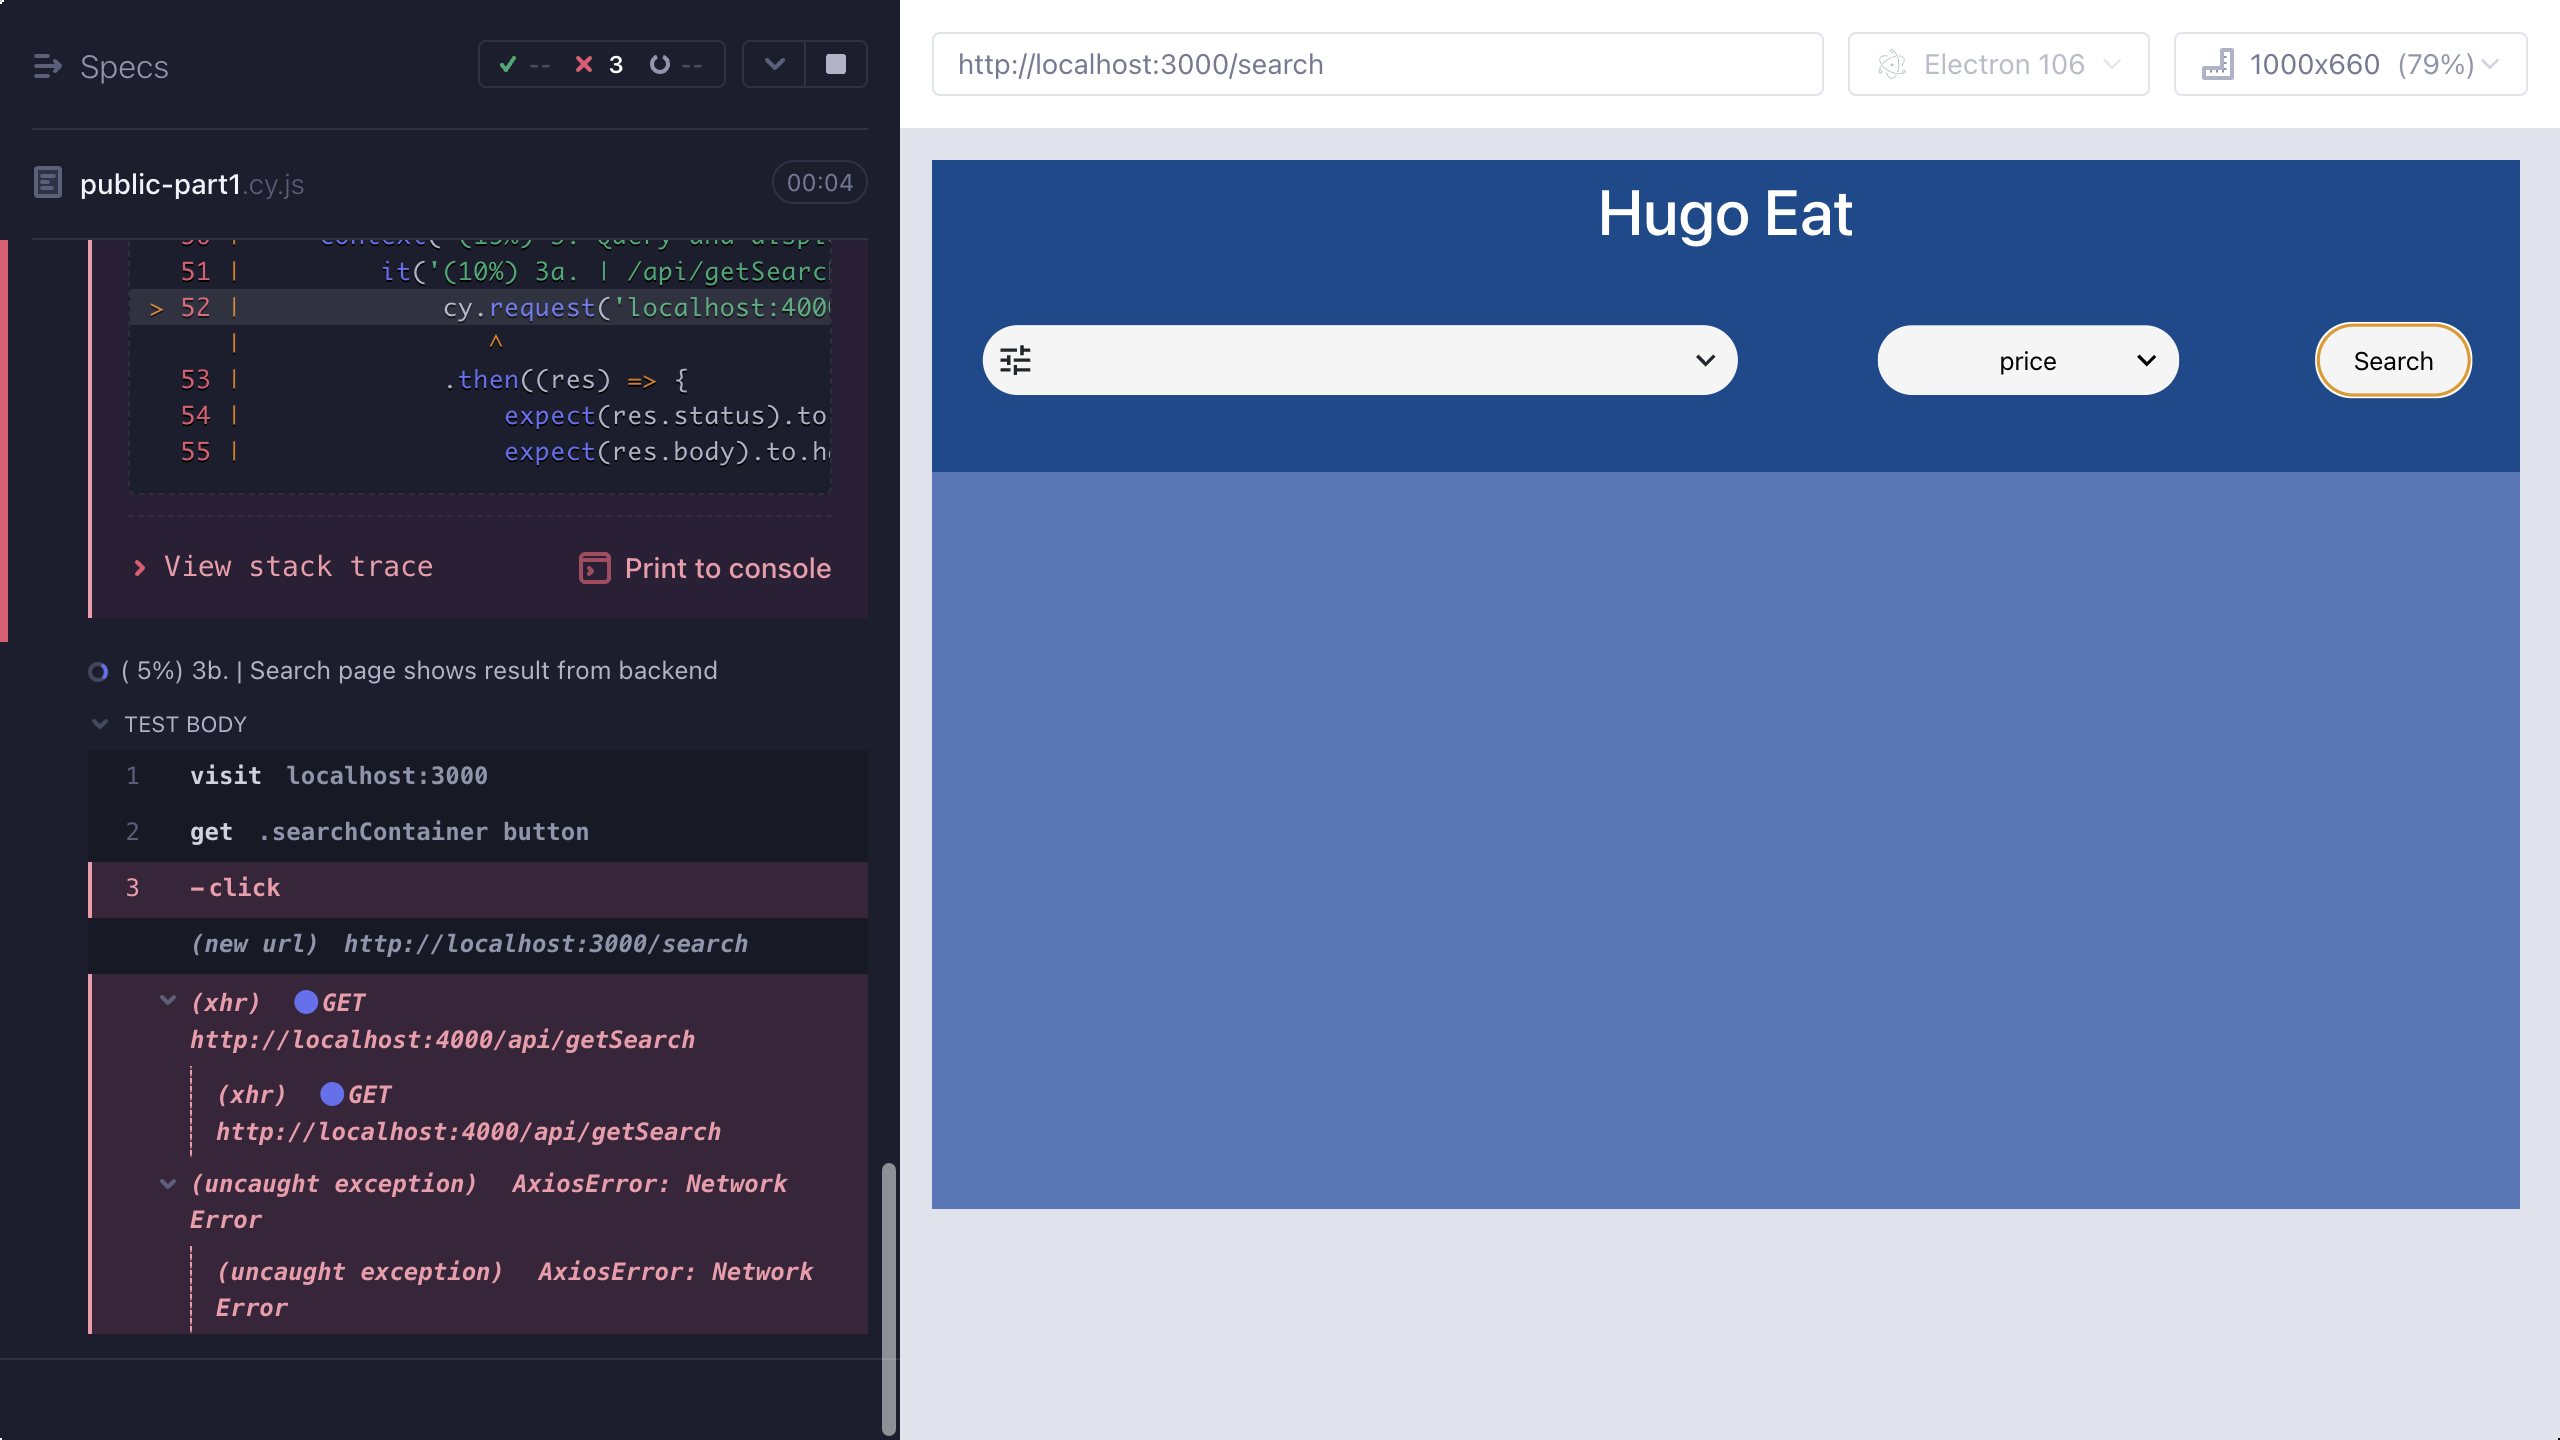 Specs
-- 3 --
public-part1.cy.js
00:04
51 | it('(10%) 3a. | /api/getSearc
> 52 | cy.request('localhost:400
| ^
53 | .then((res) => {
54 | expect(res.status).to
55 | expect(res.body).to.h
View stack trace
Print to console
( 5%) 3b. | Search page shows result from backend
TEST BODY
1 visit localhost:3000
2 get .searchContainer button
3 -click
(new url) http://localhost:3000/search
(xhr) GET
http://localhost:4000/api/getSearch
(xhr) GET
http://localhost:4000/api/getSearch
(uncaught exception) AxiosError: Network
Error
(uncaught exception) AxiosError: Network
Error
http://localhost:3000/search
Electron 106
1000x660 (79%)
Hugo Eat
price
Search